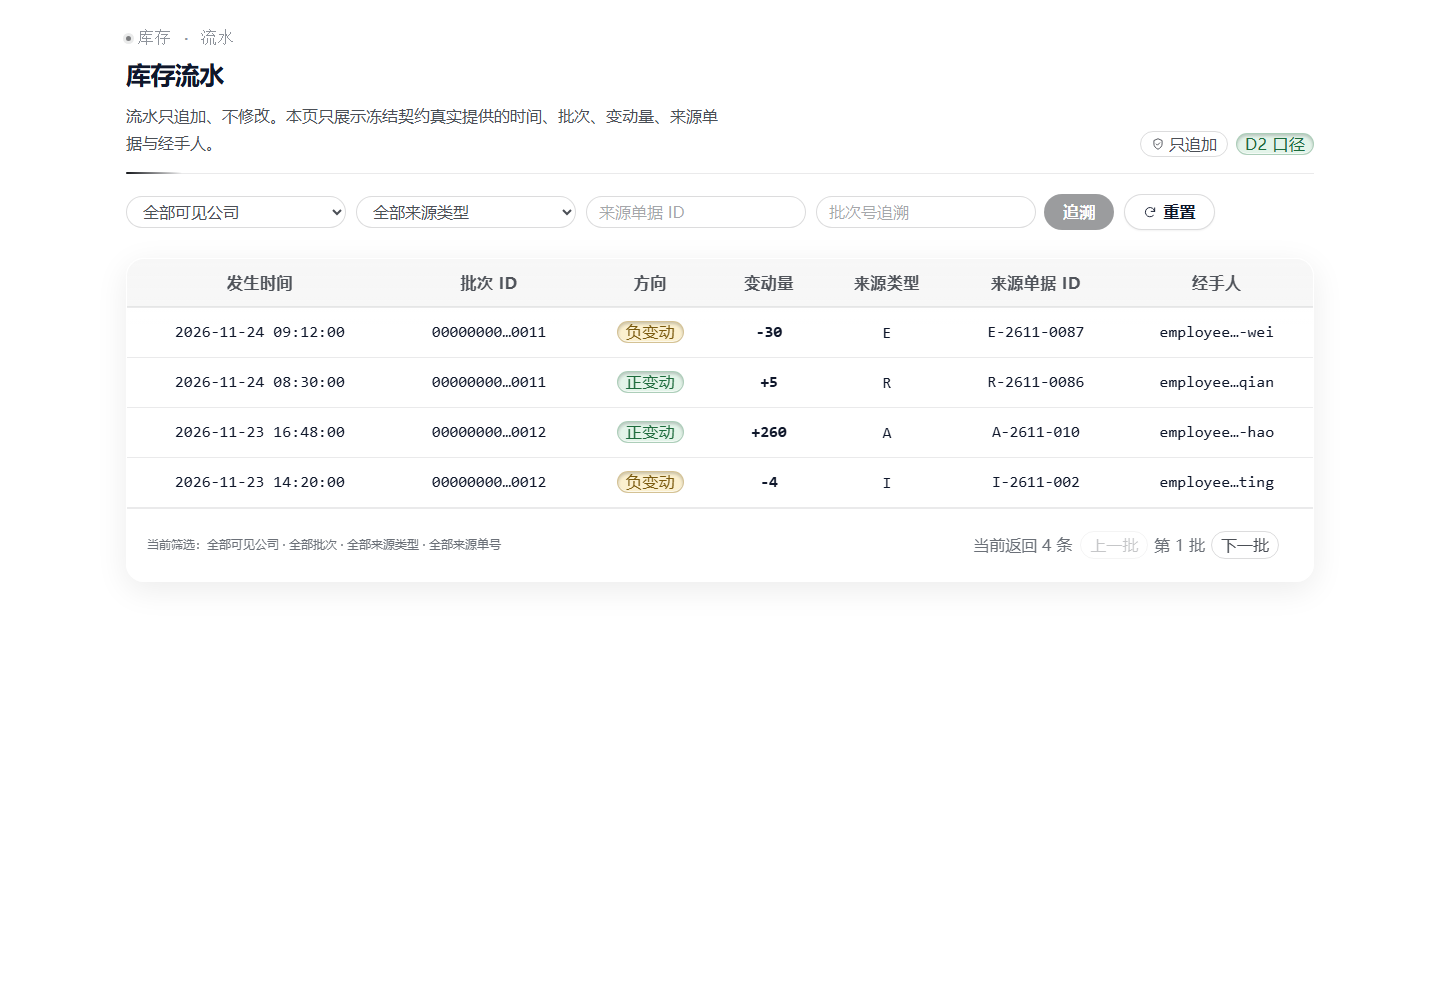 库存 · 流水
库存流水
流水只追加、不修改。本页只展示冻结契约真实提供的时间、批次、变动量、来源单
据与经手人。
只追加 D2 口径
全部可见公司 全部来源类型 来源单据 ID 批次号追溯 追溯 重置
发生时间 批次 ID 方向 变动量 来源类型 来源单据 ID 经手人
2026-11-24 09:12:00 00000000…0011 负变动 -30 E E-2611-0087 employee…-wei
2026-11-24 08:30:00 00000000…0011 正变动 +5 R R-2611-0086 employee…qian
2026-11-23 16:48:00 00000000…0012 正变动 +260 A A-2611-010 employee…-hao
2026-11-23 14:20:00 00000000…0012 负变动 -4 I I-2611-002 employee…ting
当前筛选：全部可见公司 · 全部批次 · 全部来源类型 · 全部来源单号 当前返回 4 条 上一批 第 1 批 下一批